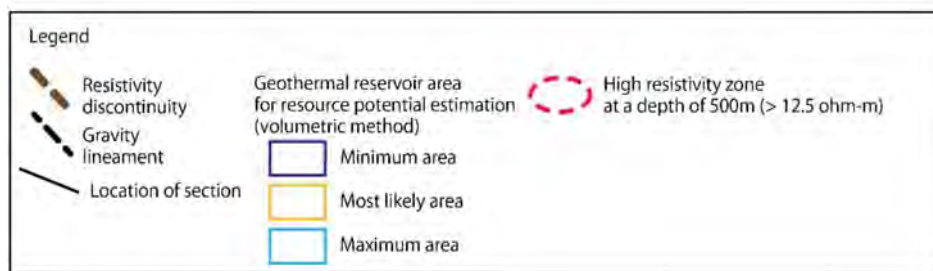 Legend
Resistivity
discontinuity
Gravity
lineament
Location of section
Geothermal reservoir area
for resource potential estimation
(volumetric method)
Minimum area
Most likely area
Maximum area
High resistivity zone
at a depth of 500m (> 12.5 ohm-m)